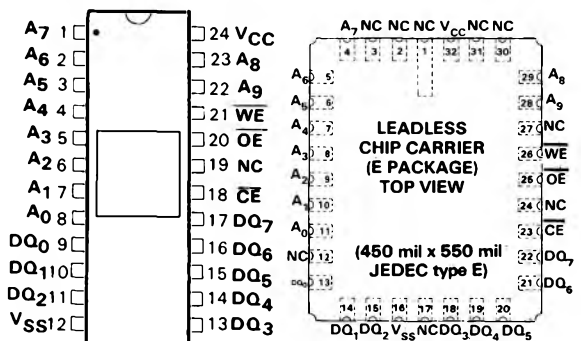 A7 1
A6 2
A5 3
A4 4
A3 5
A2 6
A1 7
A0 8
DQ0 9
DQ1 10
DQ2 11
VSS 12
24 VCC
23 A8
22 A9
21 W̅E̅
20 O̅E̅
19 NC
18 C̅E̅
17 DQ7
16 DQ6
15 DQ5
14 DQ4
13 DQ3
A7 NC NC NC VCC NC NC
4 3 2 1 32 31 30
A6 5
A5 6
A4 7
A3 8
A2 9
A1 10
A0 11
NC 12
DQ0 13
LEADLESS
CHIP CARRIER
(E PACKAGE)
TOP VIEW
(450 mil x 550 mil
JEDEC type E)
29 A8
28 A9
27 NC
26 W̅E̅
25 O̅E̅
24 NC
23 C̅E̅
22 DQ7
21 DQ6
14 15 16 17 18 19 20
DQ1 DQ2 VSS NC DQ3 DQ4 DQ5